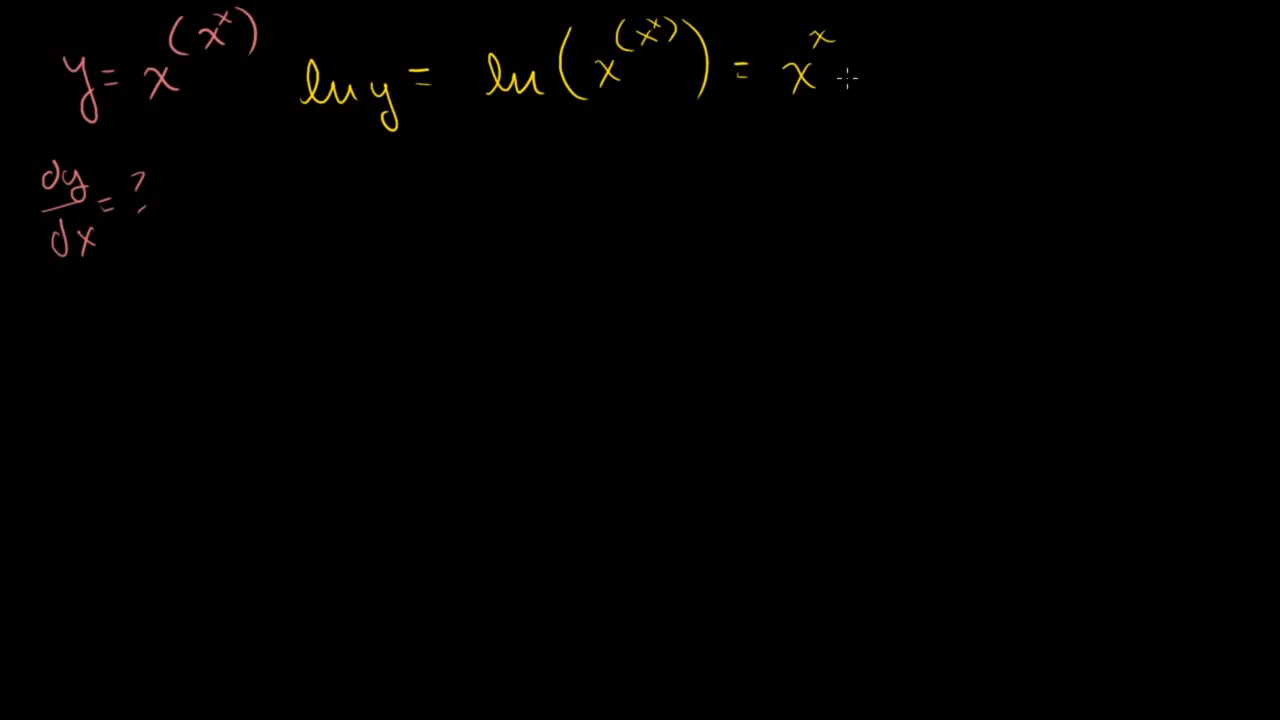 y = x^(x^x) ln y = ln(x^(x^x)) = x^x
dy/dx = ?